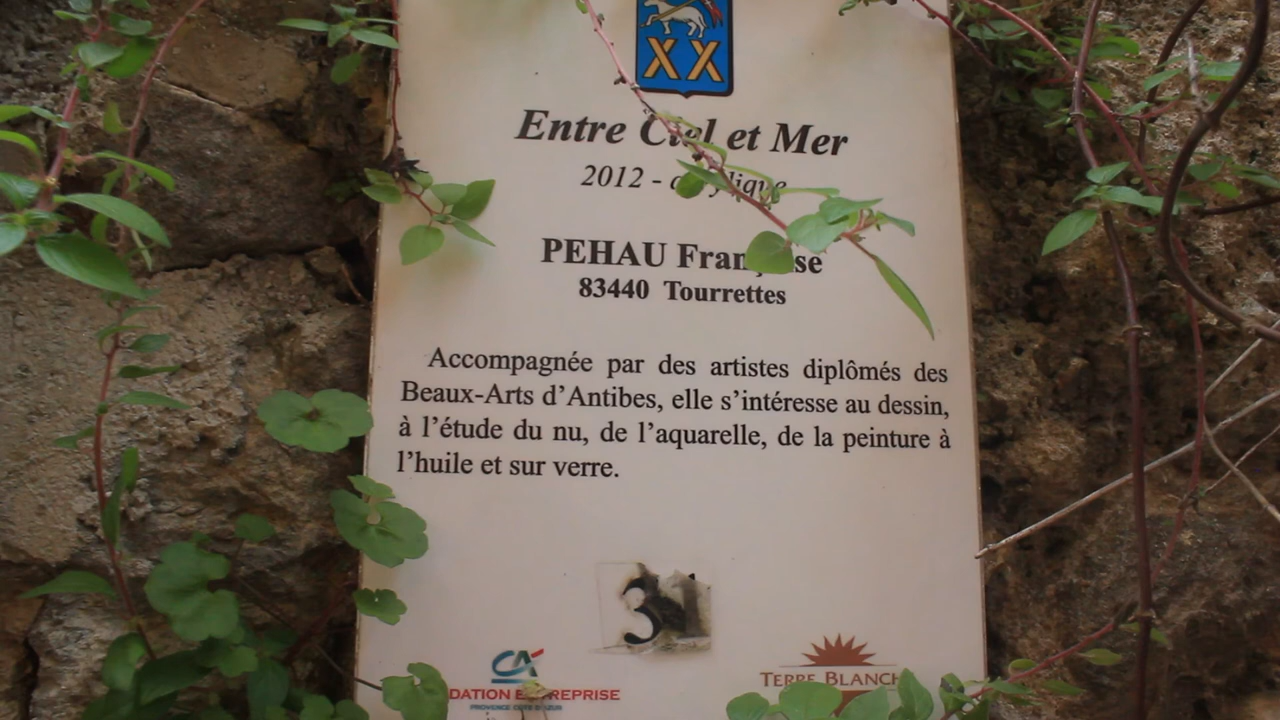 XX
Entre Ciel et Mer
2012 - acrylique
PEHAU Françoise
83440 Tourrettes
Accompagnée par des artistes diplômés des
Beaux-Arts d'Antibes, elle s'intéresse au dessin,
à l'étude du nu, de l'aquarelle, de la peinture à
l'huile et sur verre.
31
CA
ENTREPRISE
PROVENCE CÔTE D'AZUR
TERRE BLANCHE